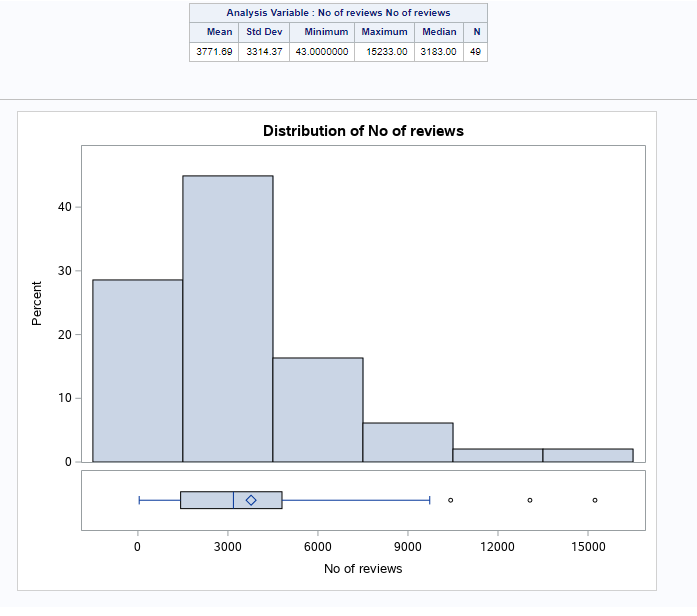 Analysis Variable : No of reviews No of reviews
Mean Std Dev Minimum Maximum Median N
3771.69 3314.37 43.0000000 15233.00 3183.00 49
Distribution of No of reviews
40
30
20
10
0
Percent
0 3000 6000 9000 12000 15000
No of reviews